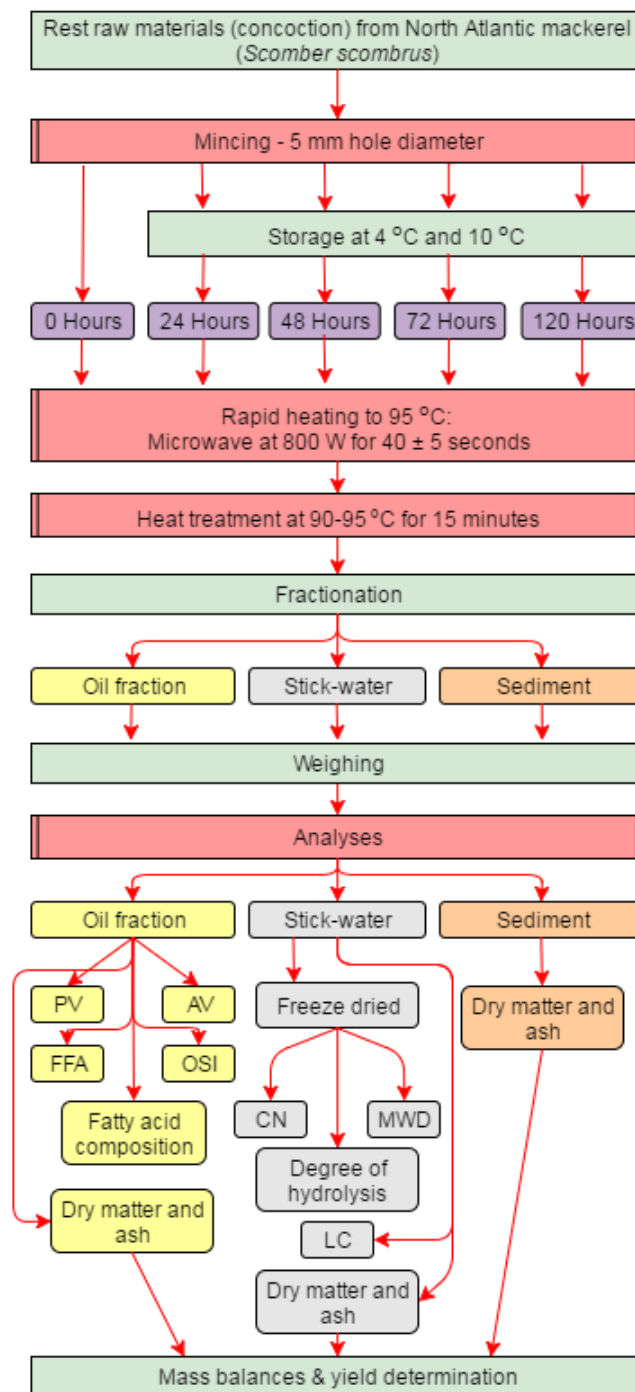 Rest raw materials (concoction) from North Atlantic mackerel
(Scomber scombrus)
Mincing - 5 mm hole diameter
Storage at 4 °C and 10 °C
0 Hours
24 Hours
48 Hours
72 Hours
120 Hours
Rapid heating to 95 °C:
Microwave at 800 W for 40 ± 5 seconds
Heat treatment at 90-95 °C for 15 minutes
Fractionation
Oil fraction
Stick-water
Sediment
Weighing
Analyses
Oil fraction
Stick-water
Sediment
PV
AV
FFA
OSI
Fatty acid
composition
Dry matter and
ash
Freeze dried
CN
MWD
Degree of
hydrolysis
LC
Dry matter and
ash
Dry matter and
ash
Mass balances & yield determination